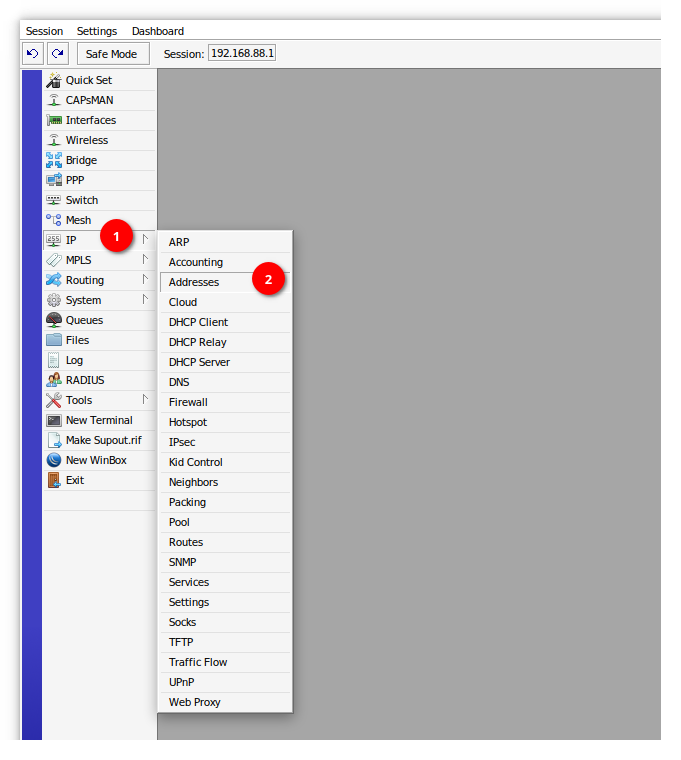 Session Settings Dashboard
Safe Mode Session: 192.168.88.1
Quick Set
CAPsMAN
Interfaces
Wireless
Bridge
PPP
Switch
Mesh
IP 1
MPLS
Routing
System
Queues
Files
Log
RADIUS
Tools
New Terminal
Make Supout.rif
New WinBox
Exit
ARP
Accounting
Addresses 2
Cloud
DHCP Client
DHCP Relay
DHCP Server
DNS
Firewall
Hotspot
IPsec
Kid Control
Neighbors
Packing
Pool
Routes
SNMP
Services
Settings
Socks
TFTP
Traffic Flow
UPnP
Web Proxy